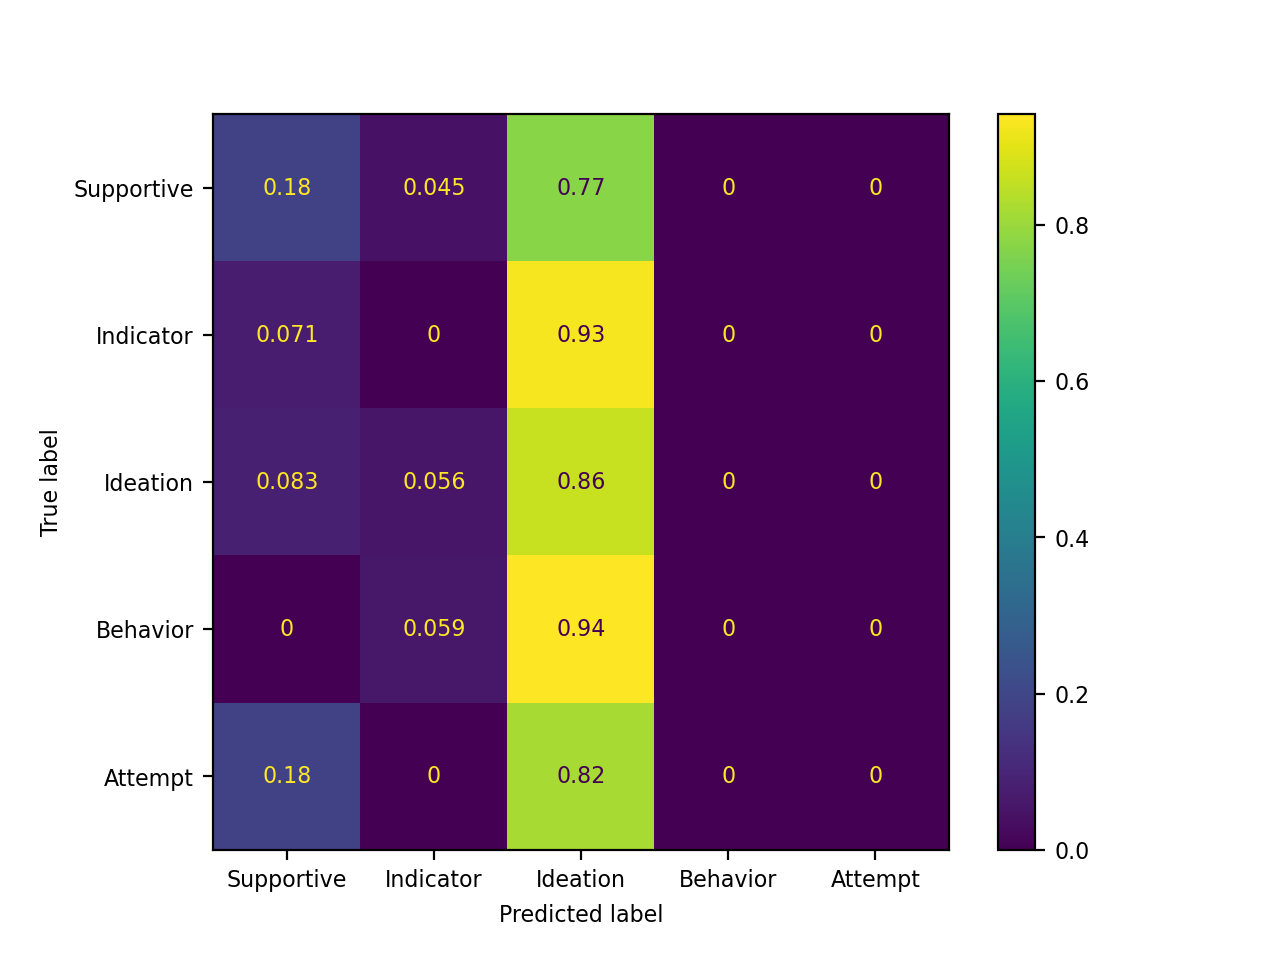 Supportive 0.18 0.045 0.77 0 0
Indicator 0.071 0 0.93 0 0
Ideation 0.083 0.056 0.86 0 0
Behavior 0 0.059 0.94 0 0
Attempt 0.18 0 0.82 0 0
Supportive Indicator Ideation Behavior Attempt
Predicted label
True label
0.8
0.6
0.4
0.2
0.0